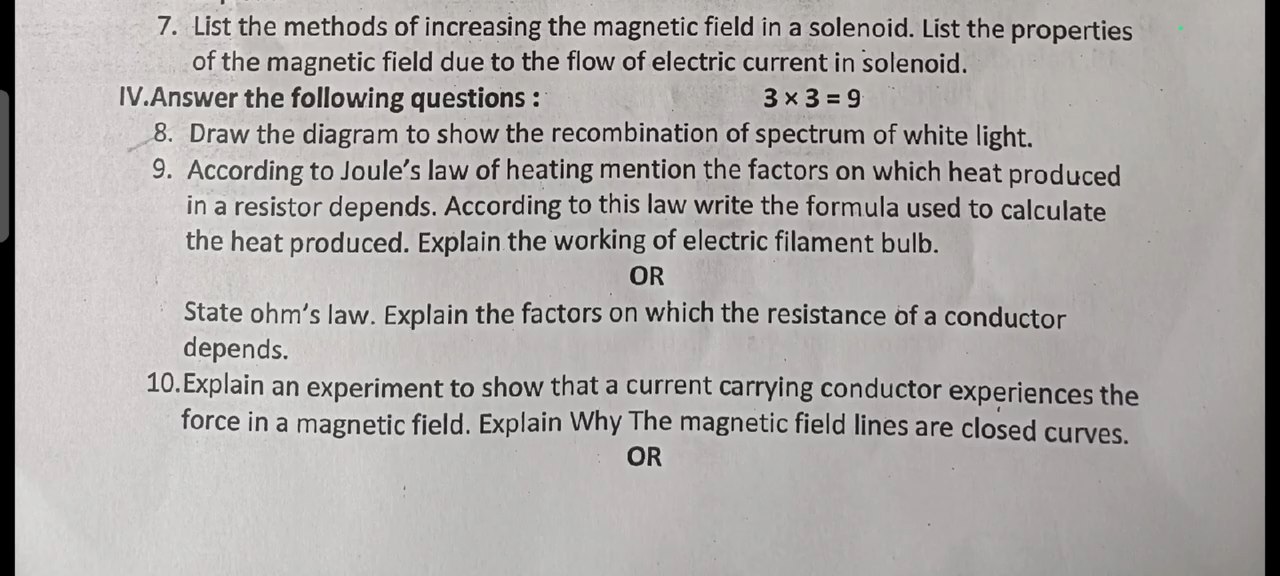 7. List the methods of increasing the magnetic field in a solenoid. List the properties
of the magnetic field due to the flow of electric current in solenoid.
IV.Answer the following questions : 3 × 3 = 9
8. Draw the diagram to show the recombination of spectrum of white light.
9. According to Joule's law of heating mention the factors on which heat produced
in a resistor depends. According to this law write the formula used to calculate
the heat produced. Explain the working of electric filament bulb.
OR
State ohm's law. Explain the factors on which the resistance of a conductor
depends.
10.Explain an experiment to show that a current carrying conductor experiences the
force in a magnetic field. Explain Why The magnetic field lines are closed curves.
OR